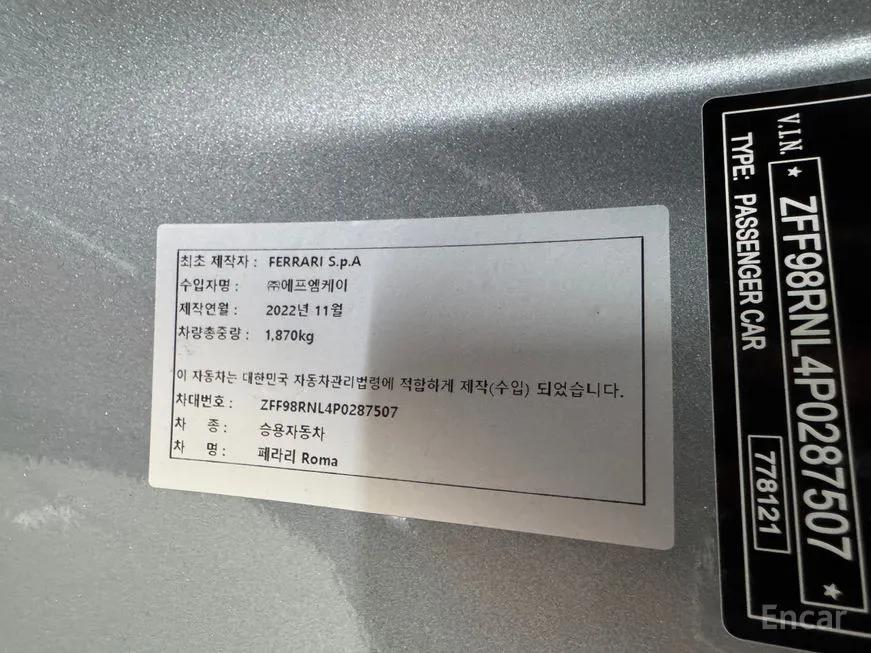 최초 제작자 : FERRARI S.p.A
수입자명 : ㈜에프엠케이
제작연월 : 2022년 11월
차량총중량 : 1,870kg
이 자동차는 대한민국 자동차관리법령에 적합하게 제작(수입) 되었습니다.
차대번호 : ZFF98RNL4P0287507
차 종 : 승용자동차
차 명 : 페라리 Roma
V.I.N. ★ ZFF98RNL4P0287507 ★
TYPE: PASSENGER CAR 778121
Encar